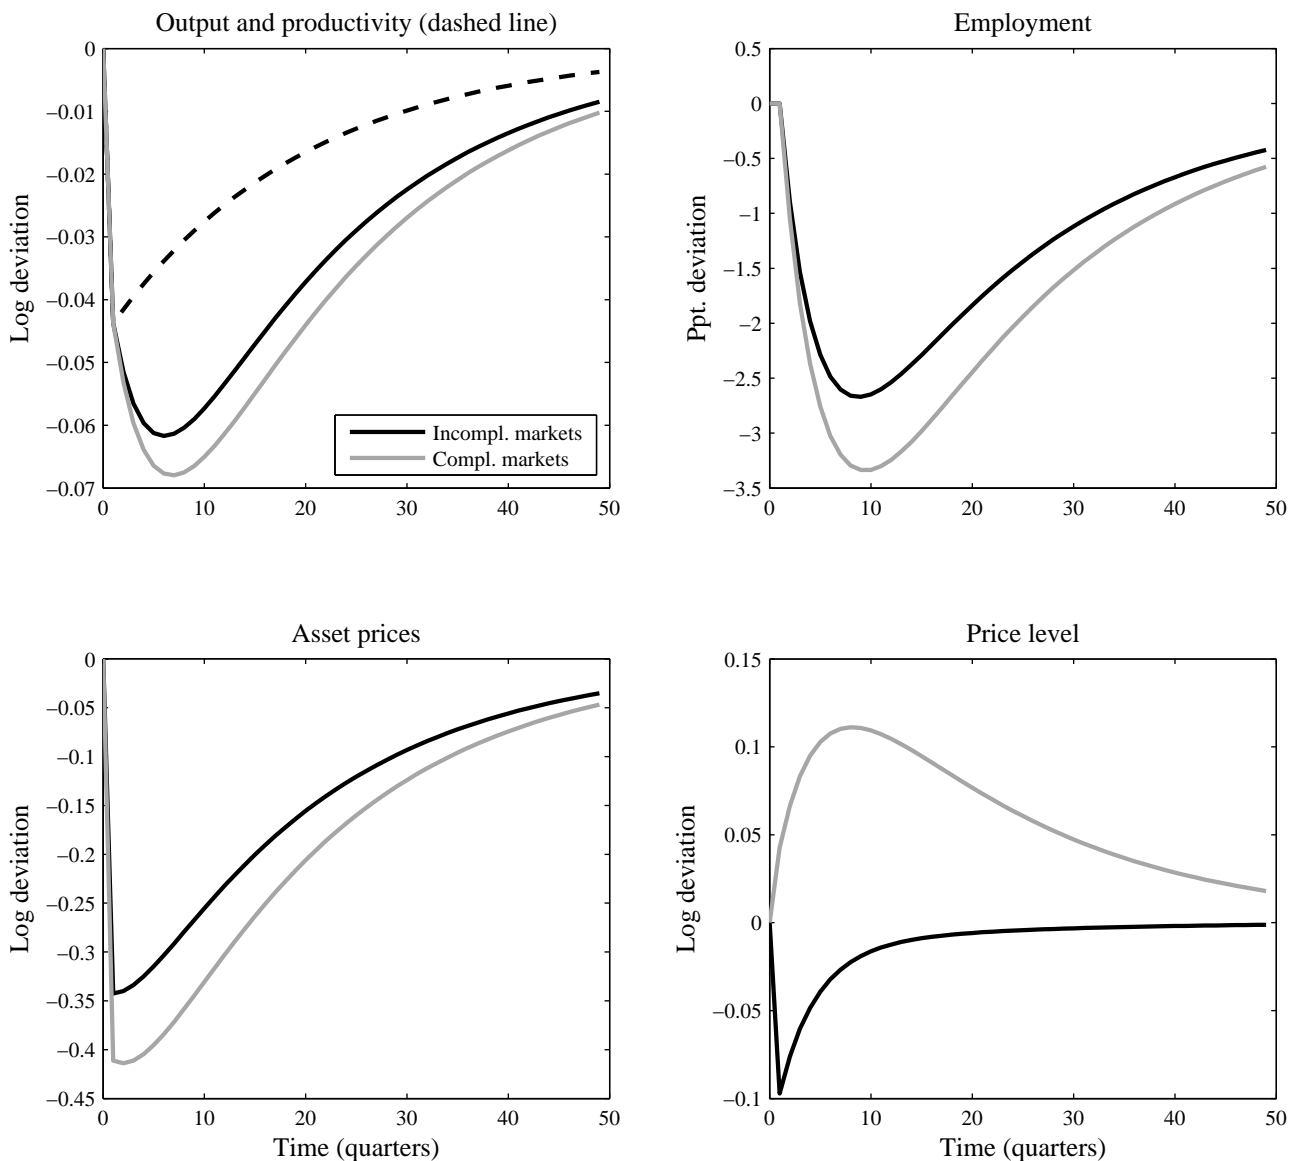 Output and productivity (dashed line)
Log deviation
0
–0.01
–0.02
–0.03
–0.04
–0.05
–0.06
–0.07
0 10 20 30 40 50
Incompl. markets
Compl. markets
Employment
Ppt. deviation
0.5
0
–0.5
–1
–1.5
–2
–2.5
–3
–3.5
0 10 20 30 40 50
Asset prices
Log deviation
0
–0.05
–0.1
–0.15
–0.2
–0.25
–0.3
–0.35
–0.4
–0.45
0 10 20 30 40 50
Time (quarters)
Price level
Log deviation
0.15
0.1
0.05
0
–0.05
–0.1
0 10 20 30 40 50
Time (quarters)